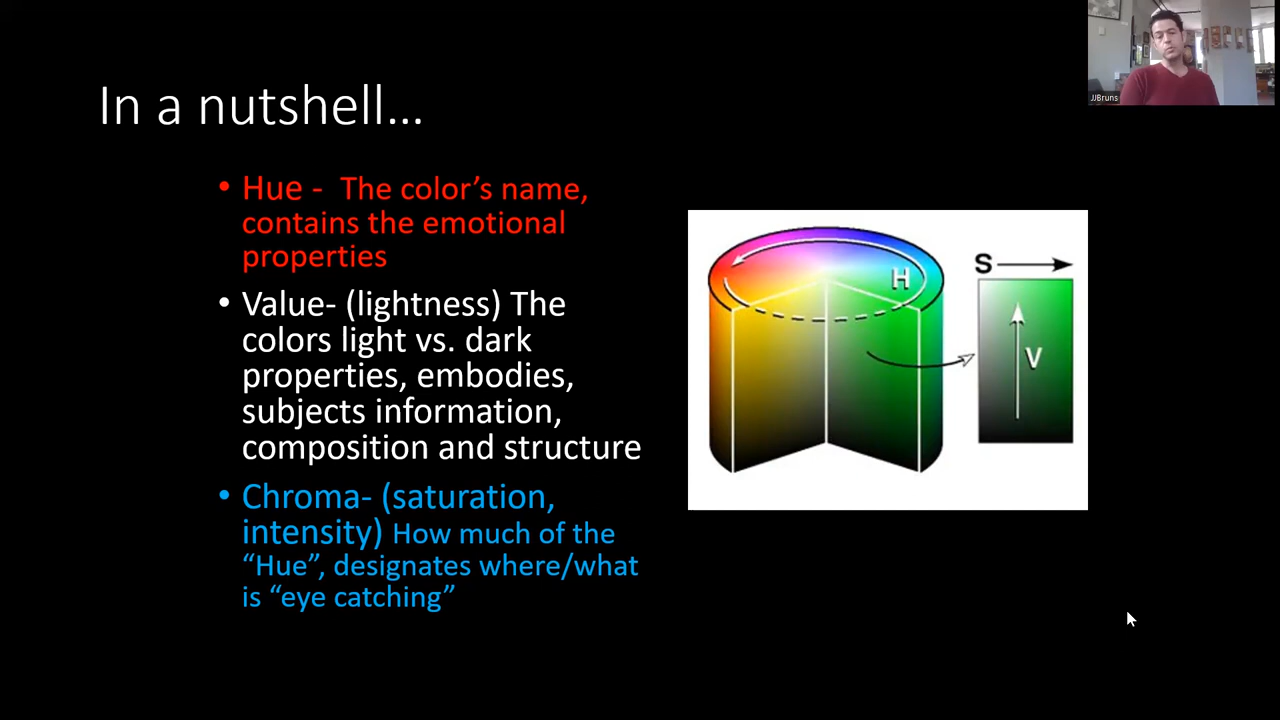 In a nutshell...
• Hue - The color's name,
contains the emotional
properties
• Value- (lightness) The
colors light vs. dark
properties, embodies,
subjects information,
composition and structure
• Chroma- (saturation,
intensity) How much of the
“Hue”, designates where/what
is “eye catching”
H
S
V
JJBruns